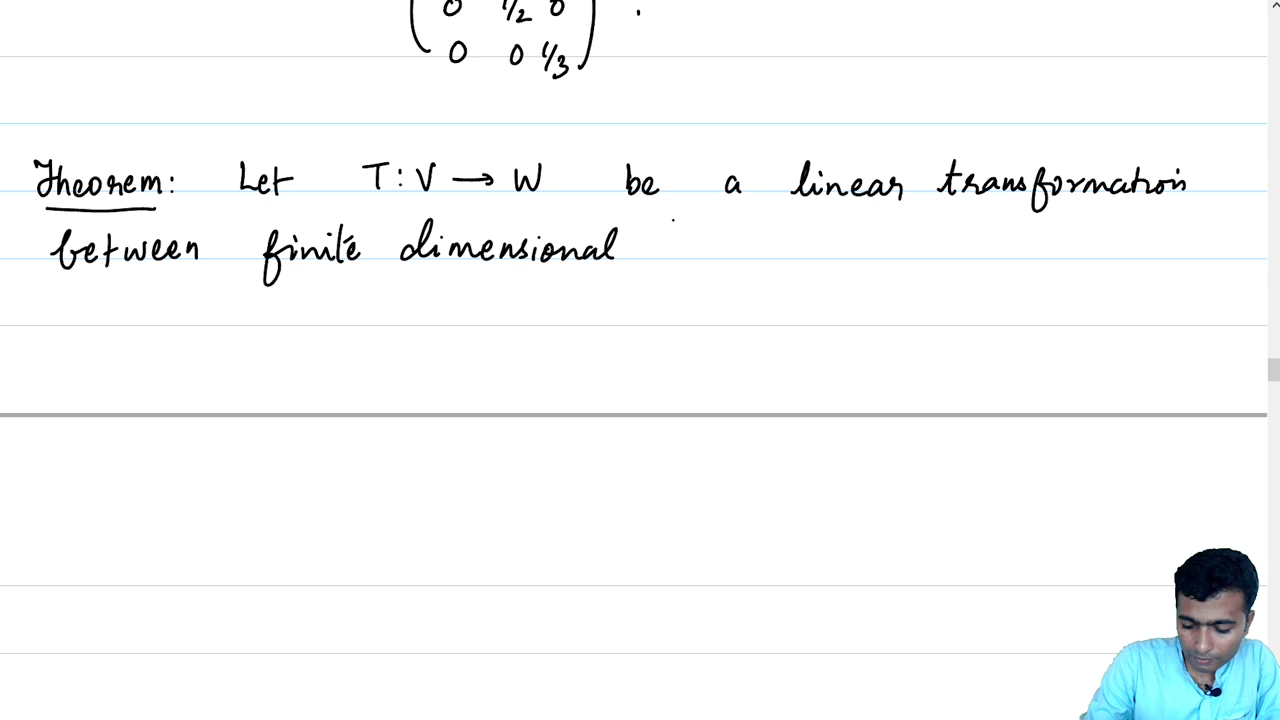 0 1/2 0
0 0 1/3 .
Theorem: Let T : V → W be a linear transformation
between finite dimensional